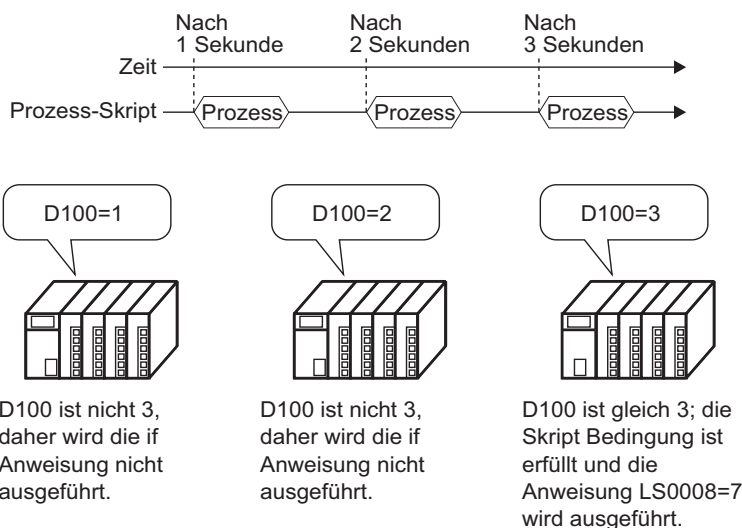 Nach
1 Sekunde
Nach
2 Sekunden
Nach
3 Sekunden
Zeit
Prozess-Skript
Prozess
Prozess
Prozess
D100=1
D100=2
D100=3
D100 ist nicht 3,
daher wird die if
Anweisung nicht
ausgeführt.
D100 ist nicht 3,
daher wird die if
Anweisung nicht
ausgeführt.
D100 ist gleich 3; die
Skript Bedingung ist
erfüllt und die
Anweisung LS0008=7
wird ausgeführt.